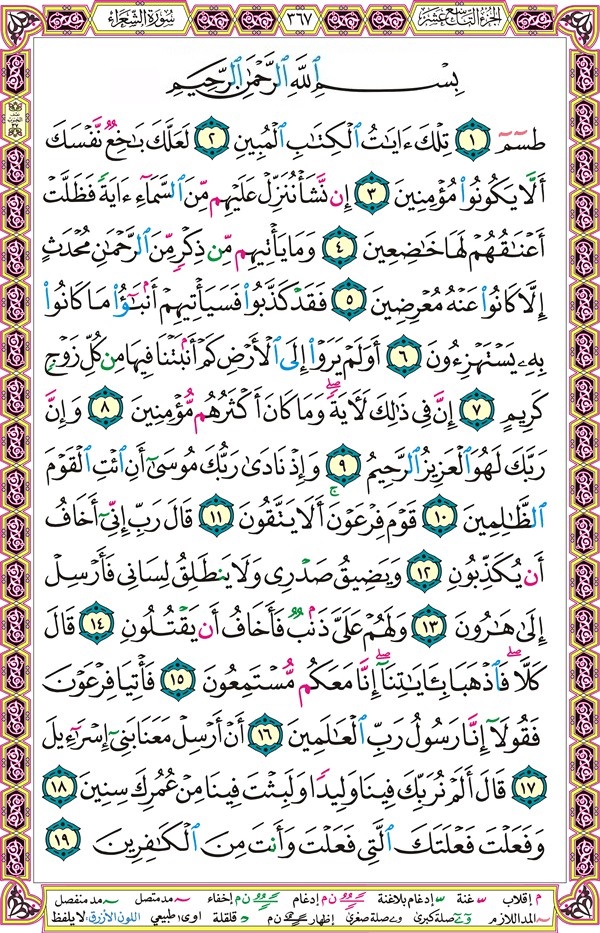 الجزء التاسع عشر ٣٦٧ سورة الشعراء
بِسۡمِ ٱللَّهِ ٱلرَّحۡمَٰنِ ٱلرَّحِيمِ
طسٓمٓ ١ تِلۡكَ ءَايَٰتُ ٱلۡكِتَٰبِ ٱلۡمُبِينِ ٢ لَعَلَّكَ بَٰخِعٞ نَّفۡسَكَ
أَلَّا يَكُونُواْ مُؤۡمِنِينَ ٣ إِن نَّشَأۡ نُنَزِّلۡ عَلَيۡهِم مِّنَ ٱلسَّمَآءِ ءَايَةٗ فَظَلَّتۡ
أَعۡنَٰقُهُمۡ لَهَا خَٰضِعِينَ ٤ وَمَا يَأۡتِيهِم مِّن ذِكۡرٖ مِّنَ ٱلرَّحۡمَٰنِ مُحۡدَثٍ
إِلَّا كَانُواْ عَنۡهُ مُعۡرِضِينَ ٥ فَقَدۡ كَذَّبُواْ فَسَيَأۡتِيهِمۡ أَنۢبَٰٓؤُاْ مَا كَانُواْ
بِهِۦ يَسۡتَهۡزِءُونَ ٦ أَوَلَمۡ يَرَوۡاْ إِلَى ٱلۡأَرۡضِ كَمۡ أَنۢبَتۡنَا فِيهَا مِن كُلِّ زَوۡجٖ
كَرِيمٍ ٧ إِنَّ فِي ذَٰلِكَ لَأٓيَةٗۖ وَمَا كَانَ أَكۡثَرُهُم مُّؤۡمِنِينَ ٨ وَإِنَّ
رَبَّكَ لَهُوَ ٱلۡعَزِيزُ ٱلرَّحِيمُ ٩ وَإِذۡ نَادَىٰ رَبُّكَ مُوسَىٰٓ أَنِ ٱئۡتِ ٱلۡقَوۡمَ
ٱلظَّٰلِمِينَ ١٠ قَوۡمَ فِرۡعَوۡنَۚ أَلَا يَتَّقُونَ ١١ قَالَ رَبِّ إِنِّيٓ أَخَافُ
أَن يُكَذِّبُونِ ١٢ وَيَضِيقُ صَدۡرِي وَلَا يَنطَلِقُ لِسَانِي فَأَرۡسِلۡ
إِلَىٰ هَٰرُونَ ١٣ وَلَهُمۡ عَلَيَّ ذَنۢبٞ فَأَخَافُ أَن يَقۡتُلُونِ ١٤ قَالَ
كَلَّاۖ فَٱذۡهَبَا بِـَٔايَٰتِنَآۖ إِنَّا مَعَكُم مُّسۡتَمِعُونَ ١٥ فَأۡتِيَا فِرۡعَوۡنَ
فَقُولَآ إِنَّا رَسُولُ رَبِّ ٱلۡعَٰلَمِينَ ١٦ أَنۡ أَرۡسِلۡ مَعَنَا بَنِيٓ إِسۡرَٰٓءِيلَ
١٧ قَالَ أَلَمۡ نُرَبِّكَ فِينَا وَلِيدٗا وَلَبِثۡتَ فِينَا مِنۡ عُمُرِكَ سِنِينَ ١٨
وَفَعَلۡتَ فَعۡلَتَكَ ٱلَّتِي فَعَلۡتَ وَأَنتَ مِنَ ٱلۡكَٰفِرِينَ ١٩
م إقلاب غنة إدغام بلاغنة ن م إدغام إخفاء مد متصل مد منفصل
المد اللازم صلة كبرى صلة صغرى إظهار ن م قلقلة اوى طبيعي اللون الأزرق: لا يلفظ